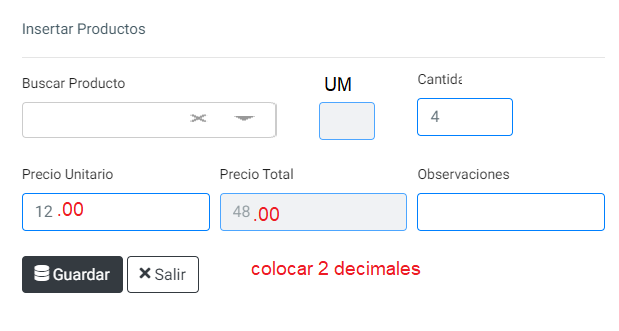 Insertar Productos
Buscar Producto UM Cantida
4
Precio Unitario Precio Total Observaciones
12 .00 48 .00
Guardar Salir colocar 2 decimales